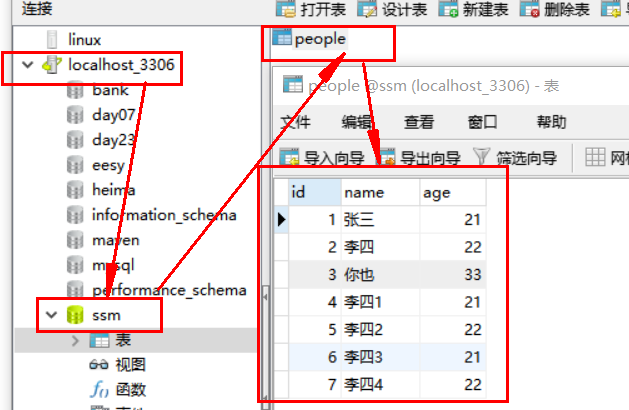 连接
打开表 设计表 新建表 删除表
linux
localhost_3306
bank
day07
day23
eesy
heima
information_schema
maven
mysql
performance_schema
ssm
表
视图
函数
people
people @ssm (localhost_3306) - 表
文件 编辑 查看 窗口 帮助
导入向导 导出向导 筛选向导
id name age
1 张三 21
2 李四 22
3 你也 33
4 李四1 21
5 李四2 22
6 李四3 21
7 李四4 22